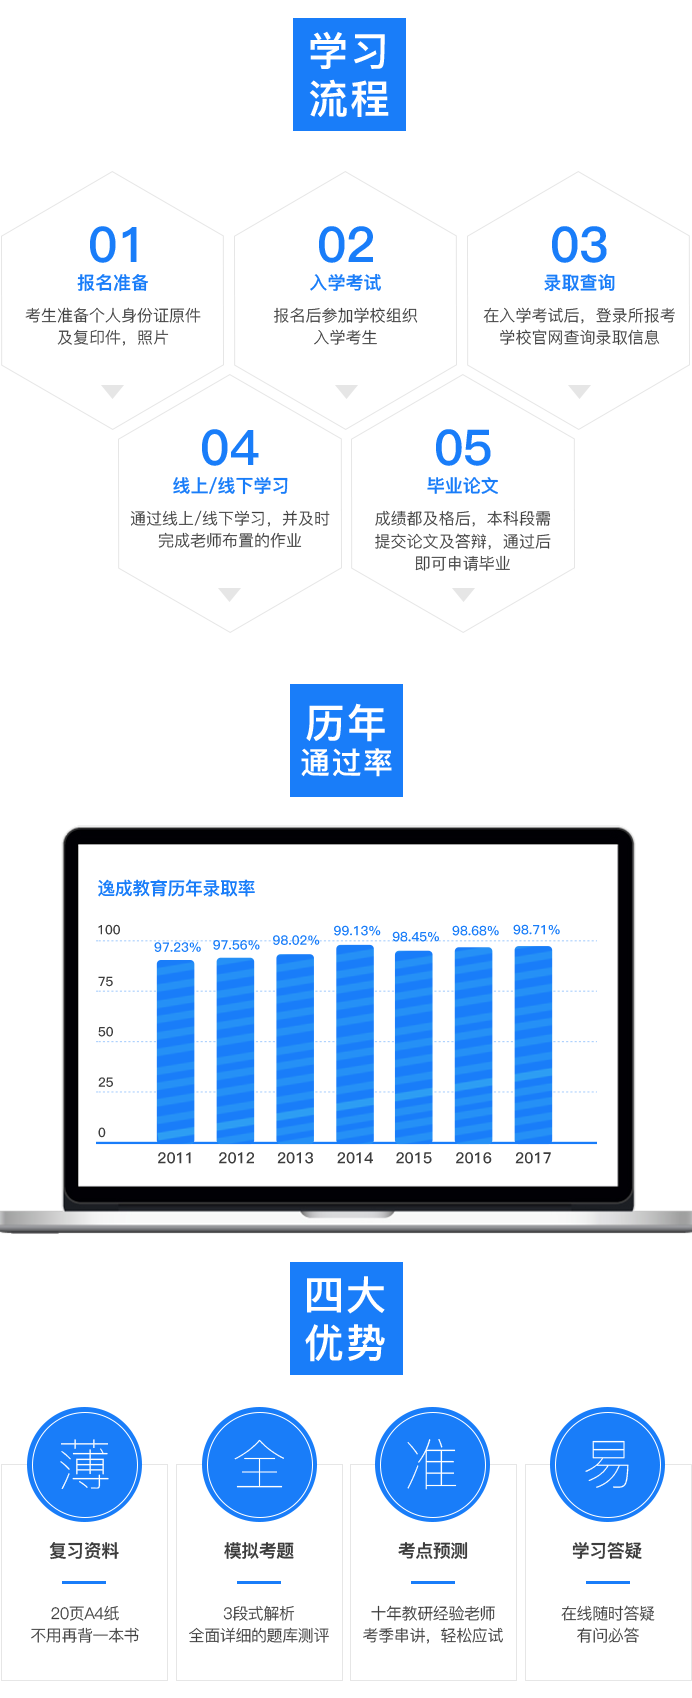 学习
流程
01
报名准备
考生准备个人身份证原件
及复印件，照片
02
入学考试
报名后参加学校组织
入学考生
03
录取查询
在入学考试后，登录所报考
学校官网查询录取信息
04
线上/线下学习
通过线上/线下学习，并及时
完成老师布置的作业
05
毕业论文
成绩都及格后，本科段需
提交论文及答辩，通过后
即可申请毕业
历年
通过率
逸成教育历年录取率
100
75
50
25
0
97.23%
97.56%
98.02%
99.13%
98.45%
98.68%
98.71%
2011
2012
2013
2014
2015
2016
2017
四大
优势
薄
复习资料
20页A4纸
不用再背一本书
全
模拟考题
3段式解析
全面详细的题库测评
准
考点预测
十年教研经验老师
考季串讲，轻松应试
易
学习答疑
在线随时答疑
有问必答